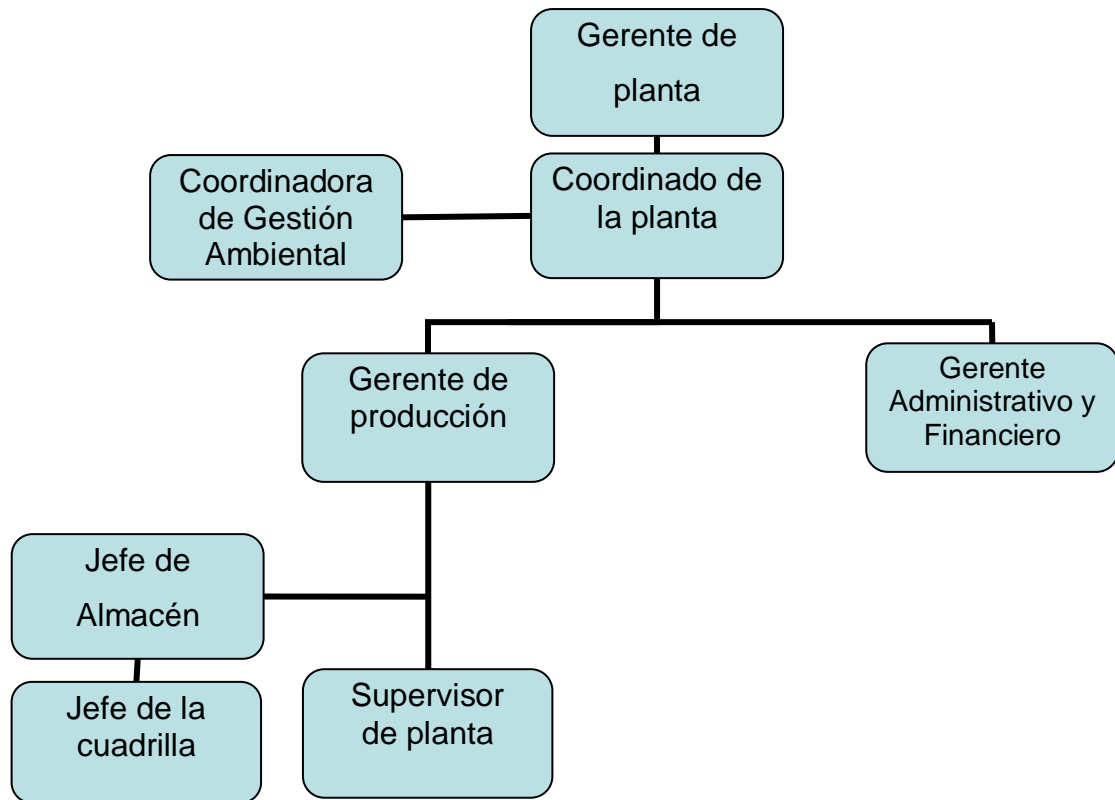 Gerente de
planta
Coordinadora
de Gestión
Ambiental
Coordinado de
la planta
Gerente de
producción
Gerente
Administrativo y
Financiero
Jefe de
Almacén
Jefe de la
cuadrilla
Supervisor
de planta